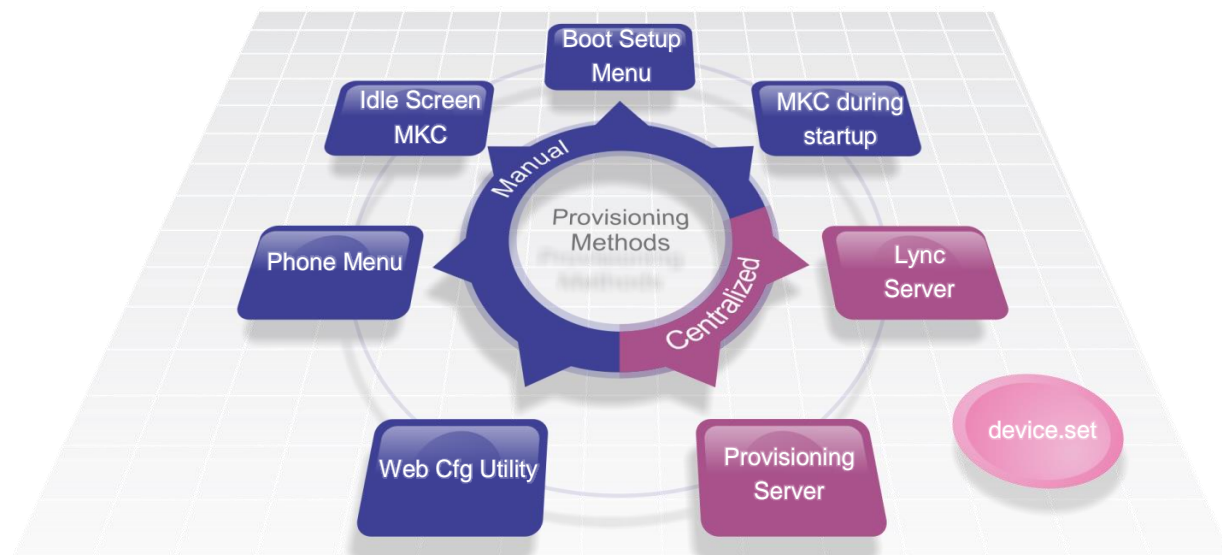 Boot Setup
Menu
Idle Screen
MKC
MKC during
startup
Manual
Provisioning
Methods
Phone Menu
Lync
Server
Centralized
device.set
Web Cfg Utility
Provisioning
Server